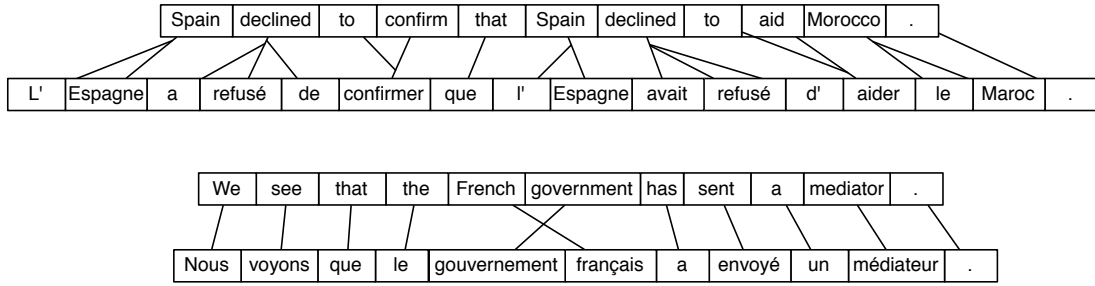 Spain declined to confirm that Spain declined to aid Morocco .
L' Espagne a refusé de confirmer que l' Espagne avait refusé d' aider le Maroc .
We see that the French government has sent a mediator .
Nous voyons que le gouvernement français a envoyé un médiateur .